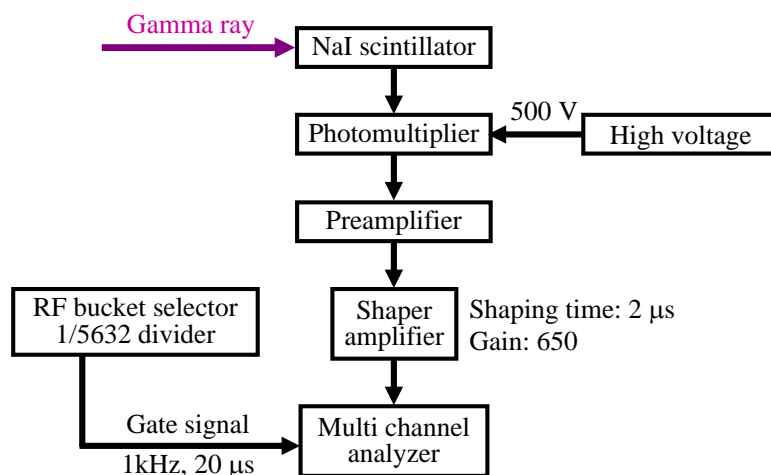 Gamma ray
NaI scintillator
500 V
Photomultiplier
High voltage
Preamplifier
RF bucket selector
1/5632 divider
Shaper
amplifier
Shaping time: 2 μs
Gain: 650
Gate signal
1kHz, 20 μs
Multi channel
analyzer